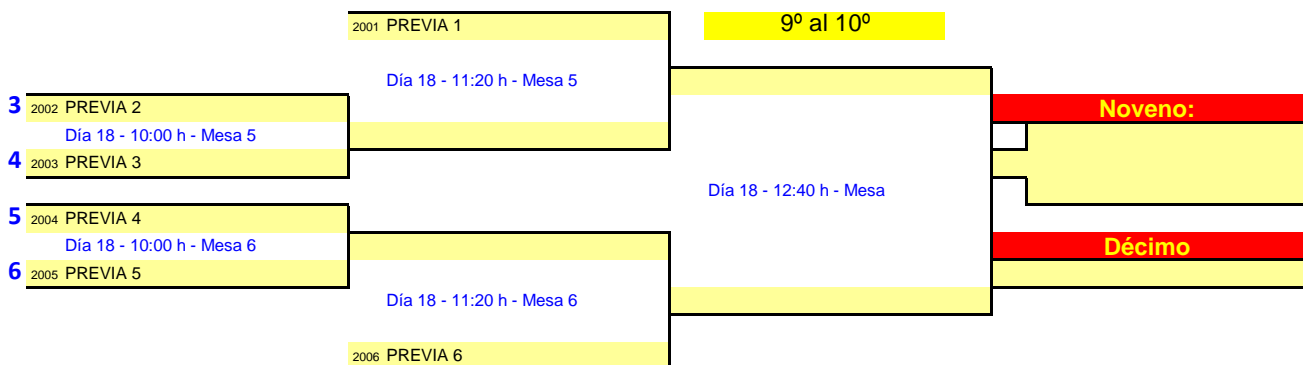 2001 PREVIA 1
9º al 10º
Día 18 - 11:20 h - Mesa 5
3 2002 PREVIA 2
Noveno:
Día 18 - 10:00 h - Mesa 5
4 2003 PREVIA 3
Día 18 - 12:40 h - Mesa
5 2004 PREVIA 4
Día 18 - 10:00 h - Mesa 6
Décimo
6 2005 PREVIA 5
Día 18 - 11:20 h - Mesa 6
2006 PREVIA 6